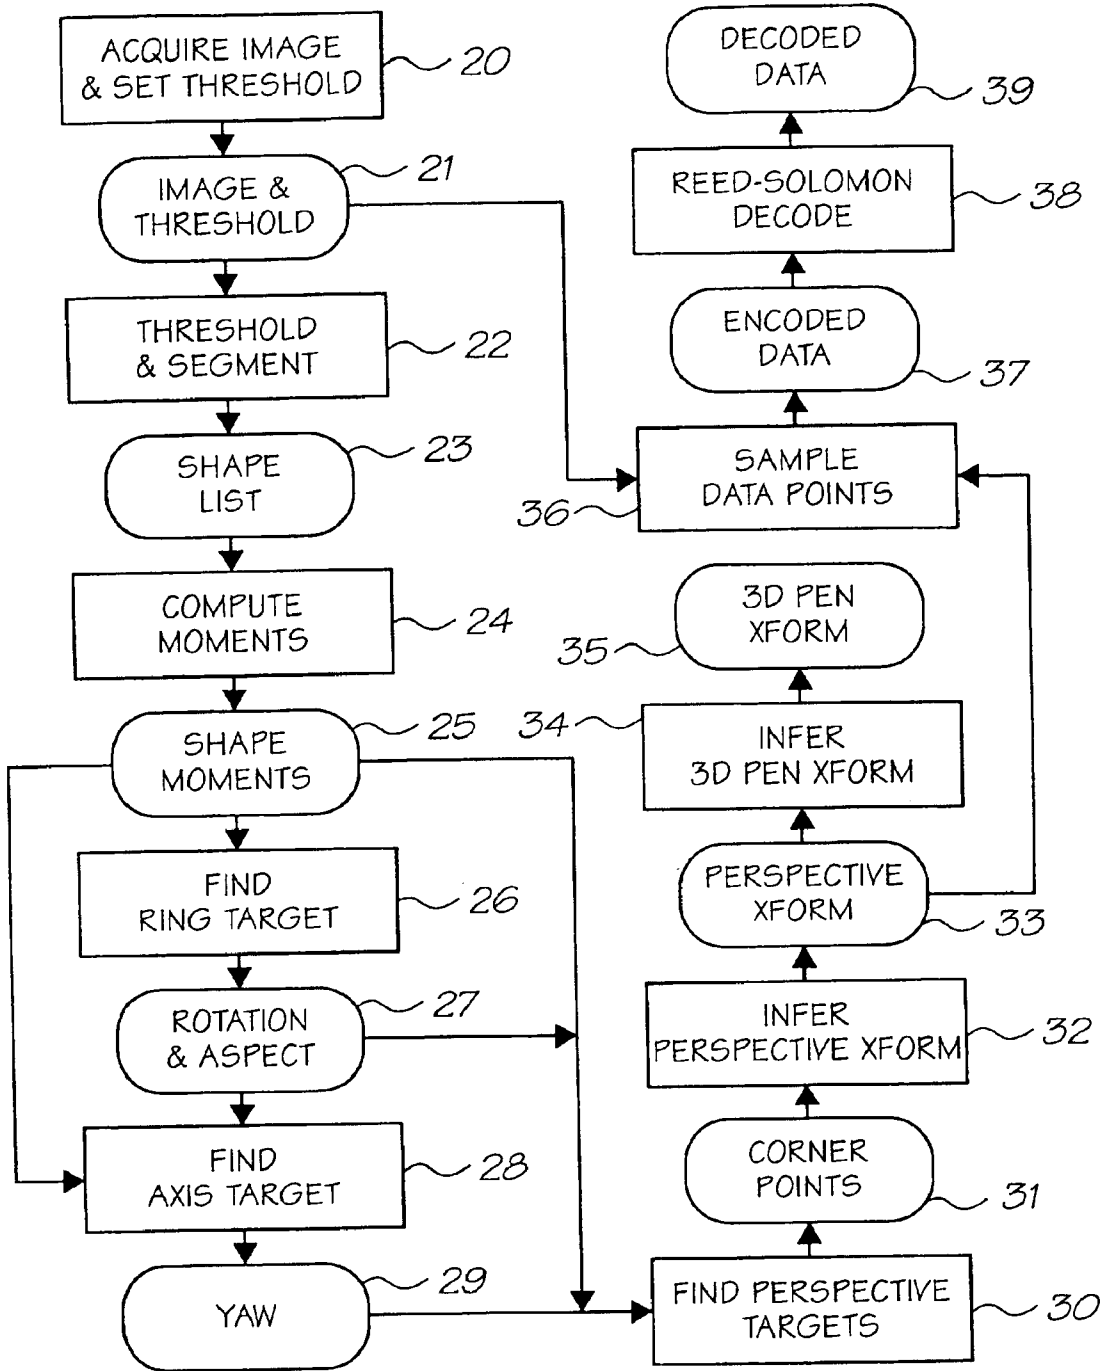 ACQUIRE IMAGE
& SET THRESHOLD
20
IMAGE &
THRESHOLD
21
THRESHOLD
& SEGMENT
22
SHAPE
LIST
23
COMPUTE
MOMENTS
24
SHAPE
MOMENTS
25
FIND
RING TARGET
26
ROTATION
& ASPECT
27
FIND
AXIS TARGET
28
YAW
29
DECODED
DATA
39
REED-SOLOMON
DECODE
38
ENCODED
DATA
37
SAMPLE
DATA POINTS
36
3D PEN
XFORM
35
34
INFER
3D PEN XFORM
PERSPECTIVE
XFORM
33
INFER
PERSPECTIVE XFORM
32
CORNER
POINTS
31
FIND PERSPECTIVE
TARGETS
30